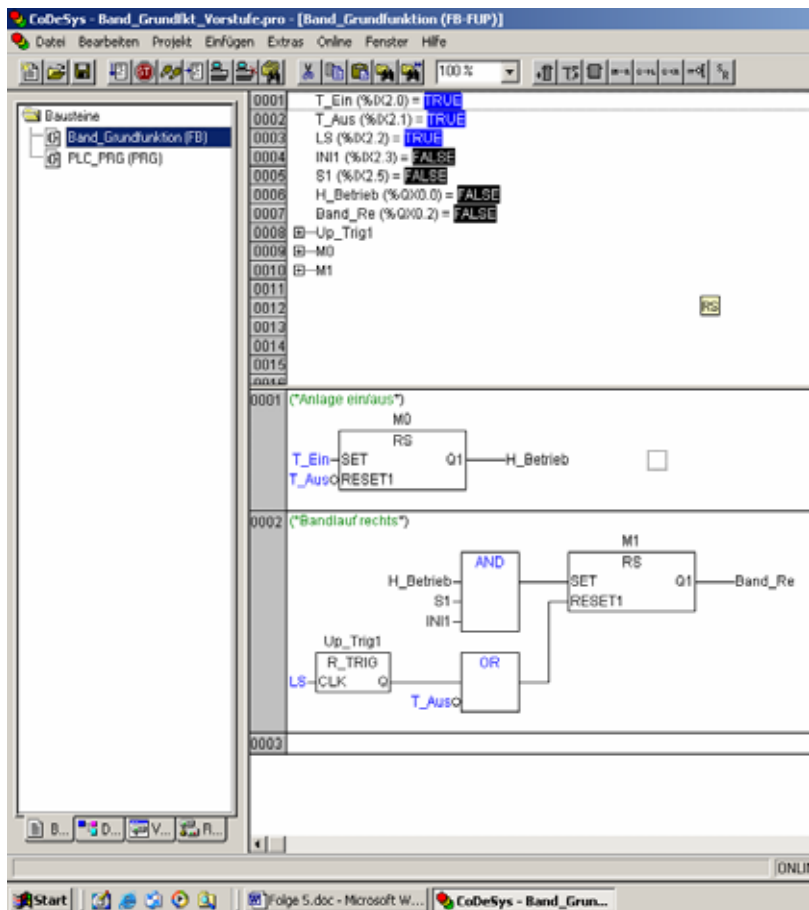 CoDeSys - Band_Grundfkt_Vorstufe.pro - [Band_Grundfunktion (FB-FUP)]
Datei Bearbeiten Projekt Einfügen Extras Online Fenster Hilfe
100 %
Bausteine
Band_Grundfunktion (FB)
PLC_PRG (PRG)
0001 T_Ein (%IX2.0) = TRUE
0002 T_Aus (%IX2.1) = TRUE
0003 LS (%IX2.2) = TRUE
0004 INI1 (%IX2.3) = FALSE
0005 S1 (%IX2.5) = FALSE
0006 H_Betrieb (%QX0.0) = FALSE
0007 Band_Re (%QX0.2) = FALSE
0008 Up_Trig1
0009 M0
0010 M1
0011
0012
RS
0013
0014
0015
0016
0001 (*Anlage ein/aus*)
M0
RS
T_Ein SET Q1 H_Betrieb
T_Aus RESET1
0002 (*Bandlauf rechts*)
M1
AND RS
H_Betrieb SET Q1 Band_Re
S1 RESET1
INI1
Up_Trig1
R_TRIG OR
LS CLK Q
T_Aus
0003
B... D... V... R...
ONLI
Start Folge 5.doc - Microsoft W... CoDeSys - Band_Grun...